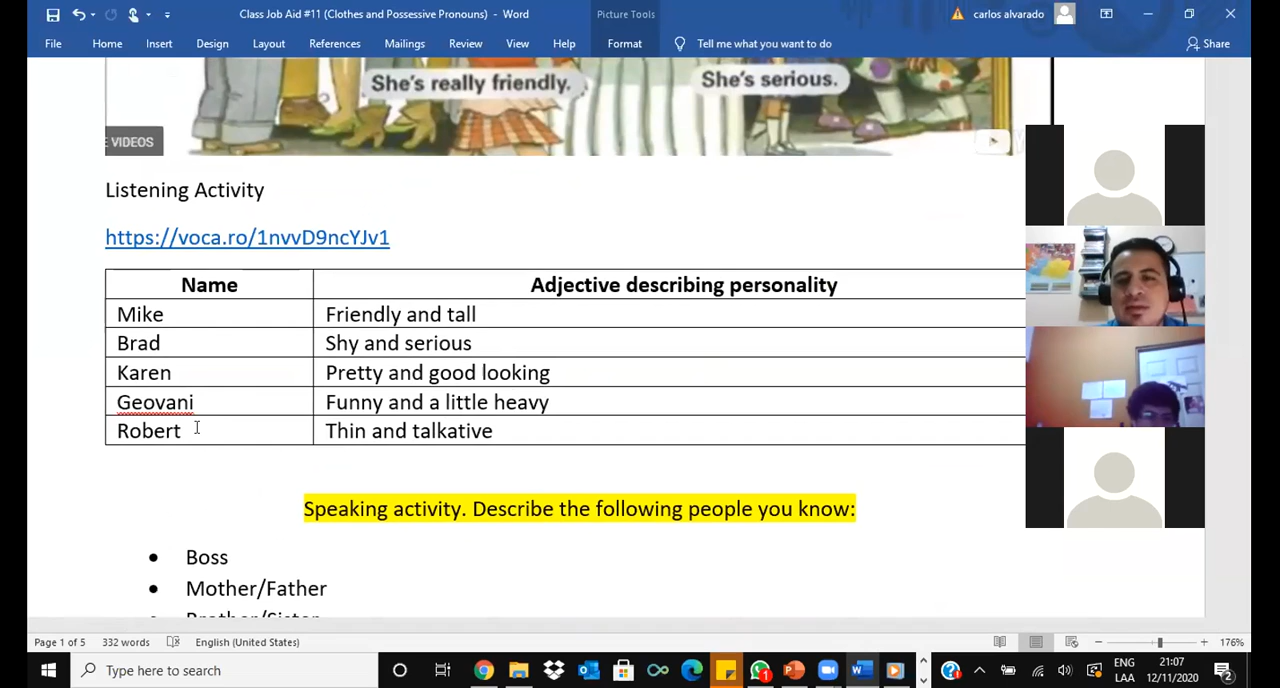 Class Job Aid #11 (Clothes and Possessive Pronouns) - Word
Picture Tools
carlos alvarado
File Home Insert Design Layout References Mailings Review View Help Format Tell me what you want to do Share
She's really friendly.
She's serious.
E VIDEOS
Listening Activity
https://voca.ro/1nvvD9ncYJv1
Name Adjective describing personality
Mike Friendly and tall
Brad Shy and serious
Karen Pretty and good looking
Geovani Funny and a little heavy
Robert Thin and talkative
Speaking activity. Describe the following people you know:
• Boss
• Mother/Father
• Brother/Sister
Page 1 of 5 332 words English (United States) 176%
Type here to search
ENG 21:07
LAA 12/11/2020
1
2